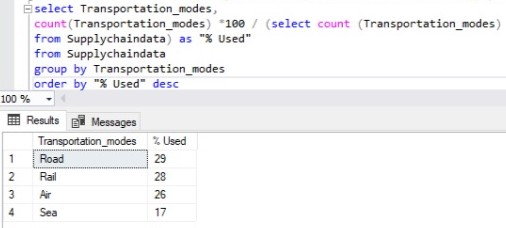 select Transportation_modes,
count(Transportation_modes) *100 / (select count (Transportation_modes)
from Supplychaindata) as "% Used"
from Supplychaindata
group by Transportation_modes
order by "% Used" desc
100 %
Results Messages
Transportation_modes % Used
1 Road 29
2 Rail 28
3 Air 26
4 Sea 17